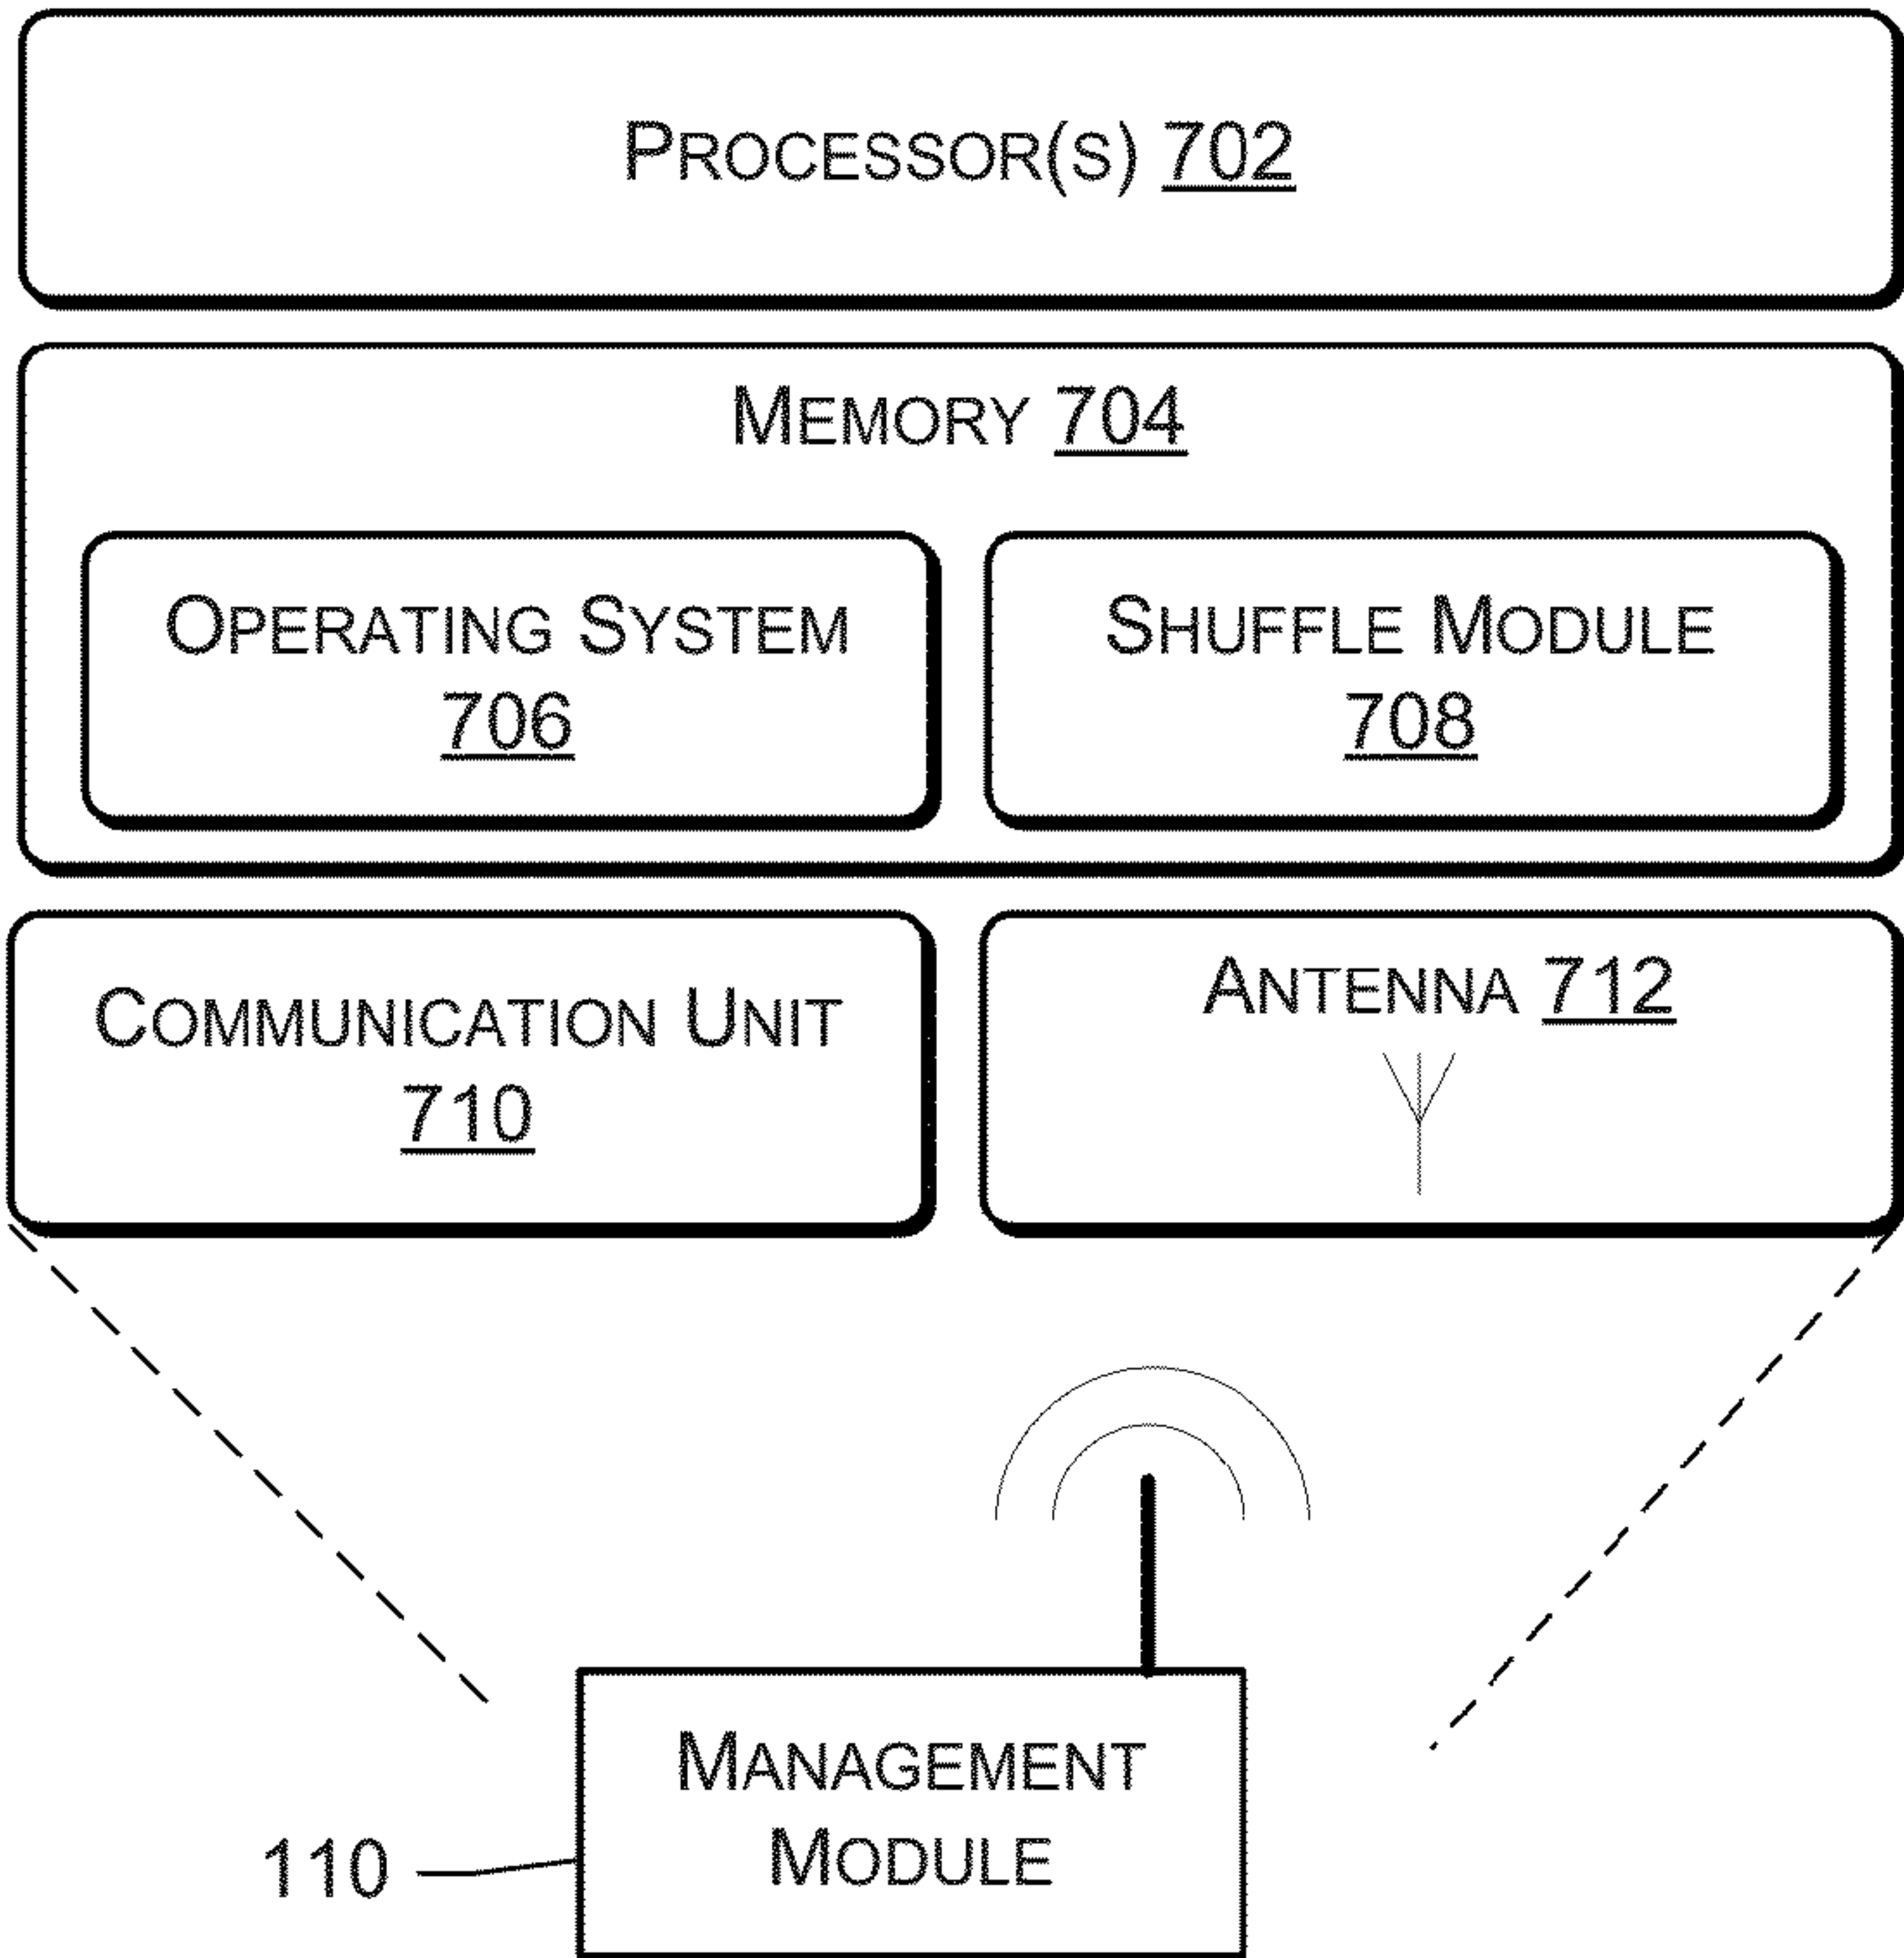 PROCESSOR(S) 702
MEMORY 704
OPERATING SYSTEM
706
SHUFFLE MODULE
708
COMMUNICATION UNIT
710
ANTENNA 712
MANAGEMENT
MODULE
110